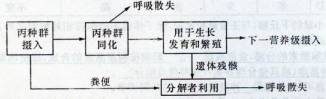 呼吸散失
丙种群
摄入
丙种群
同化
用于生长
发育和繁殖
下一营养级摄入
遗体残骸
粪便
分解者利用
呼吸散失